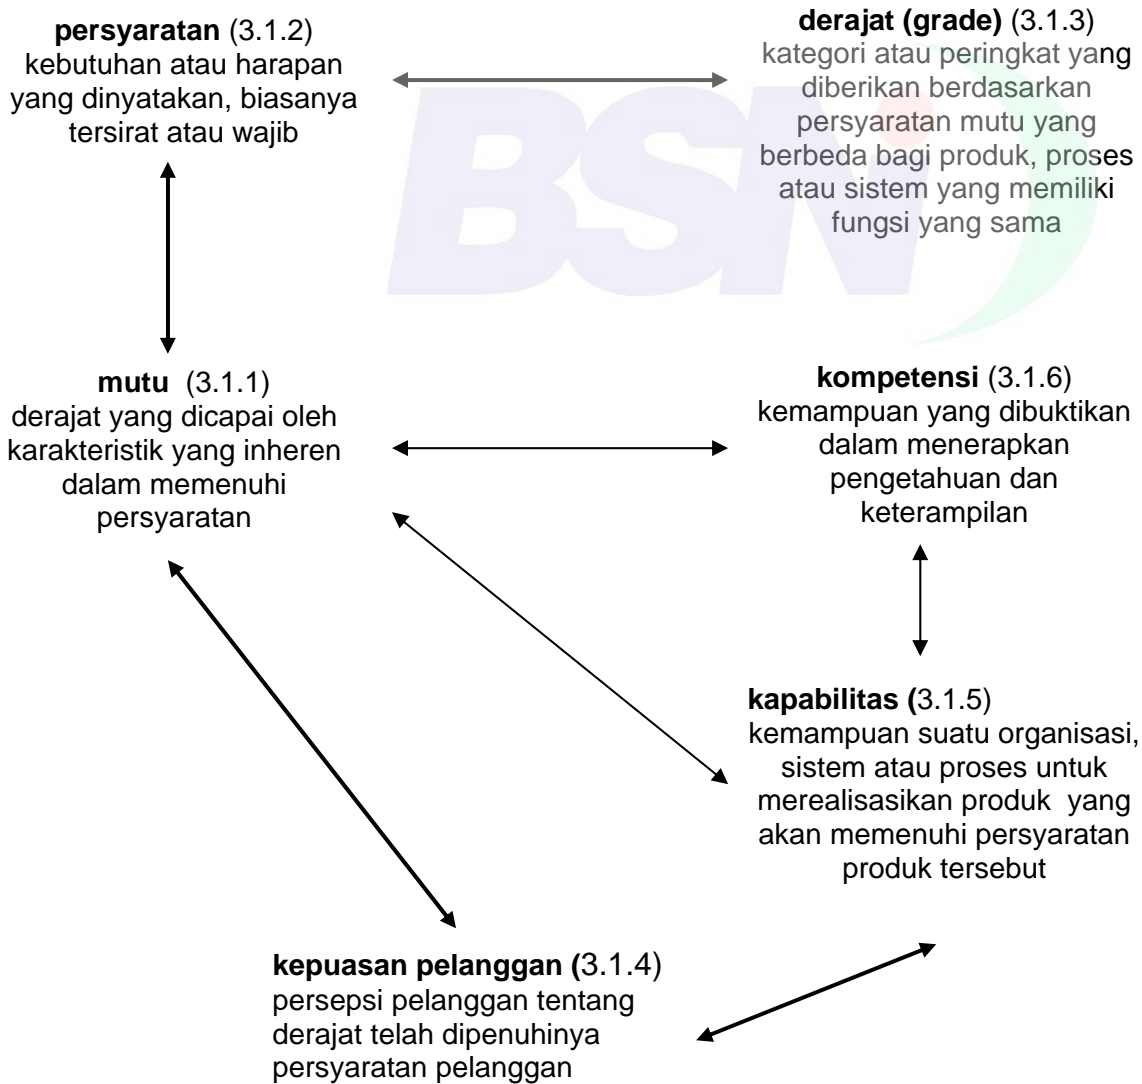 persyaratan (3.1.2)
kebutuhan atau harapan
yang dinyatakan, biasanya
tersirat atau wajib
derajat (grade) (3.1.3)
kategori atau peringkat yang
diberikan berdasarkan
persyaratan mutu yang
berbeda bagi produk, proses
atau sistem yang memiliki
fungsi yang sama
BSN
mutu (3.1.1)
derajat yang dicapai oleh
karakteristik yang inheren
dalam memenuhi
persyaratan
kompetensi (3.1.6)
kemampuan yang dibuktikan
dalam menerapkan
pengetahuan dan
keterampilan
kapabilitas (3.1.5)
kemampuan suatu organisasi,
sistem atau proses untuk
merealisasikan produk yang
akan memenuhi persyaratan
produk tersebut
kepuasan pelanggan (3.1.4)
persepsi pelanggan tentang
derajat telah dipenuhinya
persyaratan pelanggan